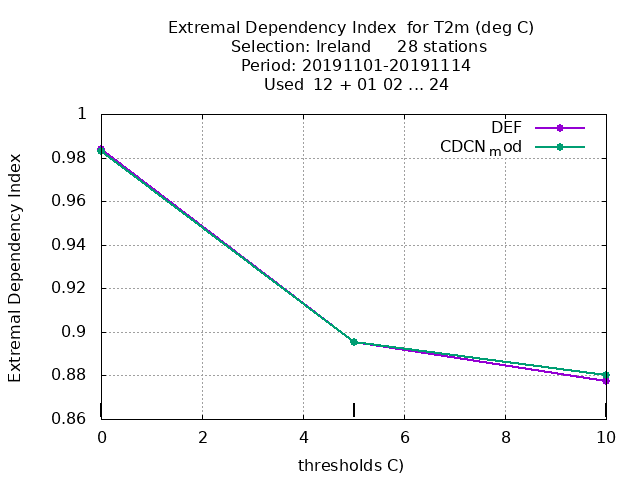 Extremal Dependency Index  for T2m (deg C)
Selection: Ireland     28 stations
Period: 20191101-20191114
Used  12 + 01 02 ... 24
DEF
CDCNmod
1
0.98
0.96
0.94
0.92
0.9
0.88
0.86
Extremal Dependency Index
0 2 4 6 8 10
thresholds C)